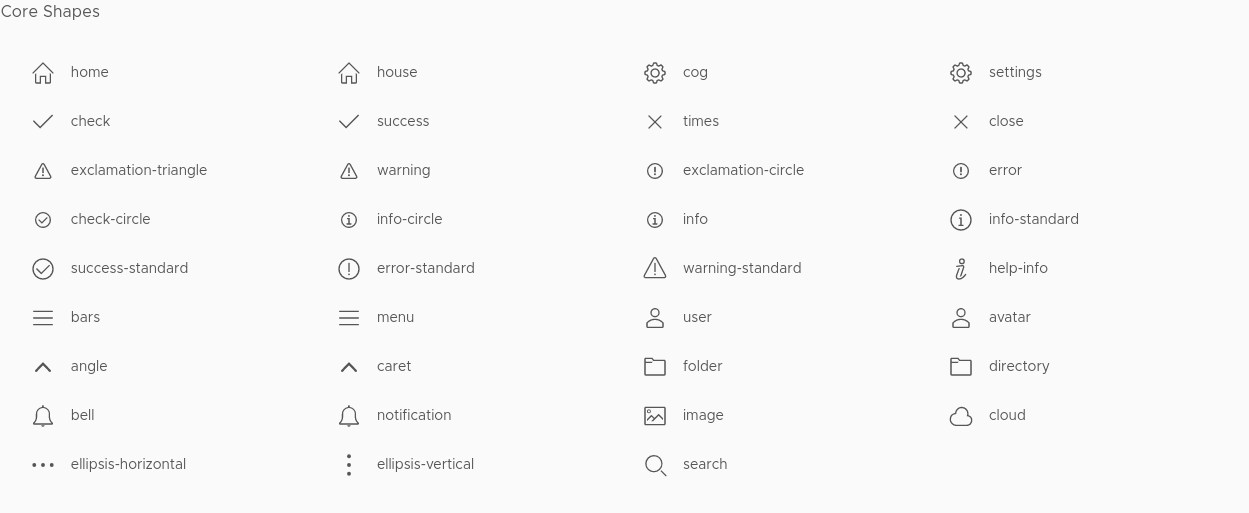 Core Shapes
home house cog settings
check success times close
exclamation-triangle warning exclamation-circle error
check-circle info-circle info info-standard
success-standard error-standard warning-standard help-info
bars menu user avatar
angle caret folder directory
bell notification image cloud
ellipsis-horizontal ellipsis-vertical search